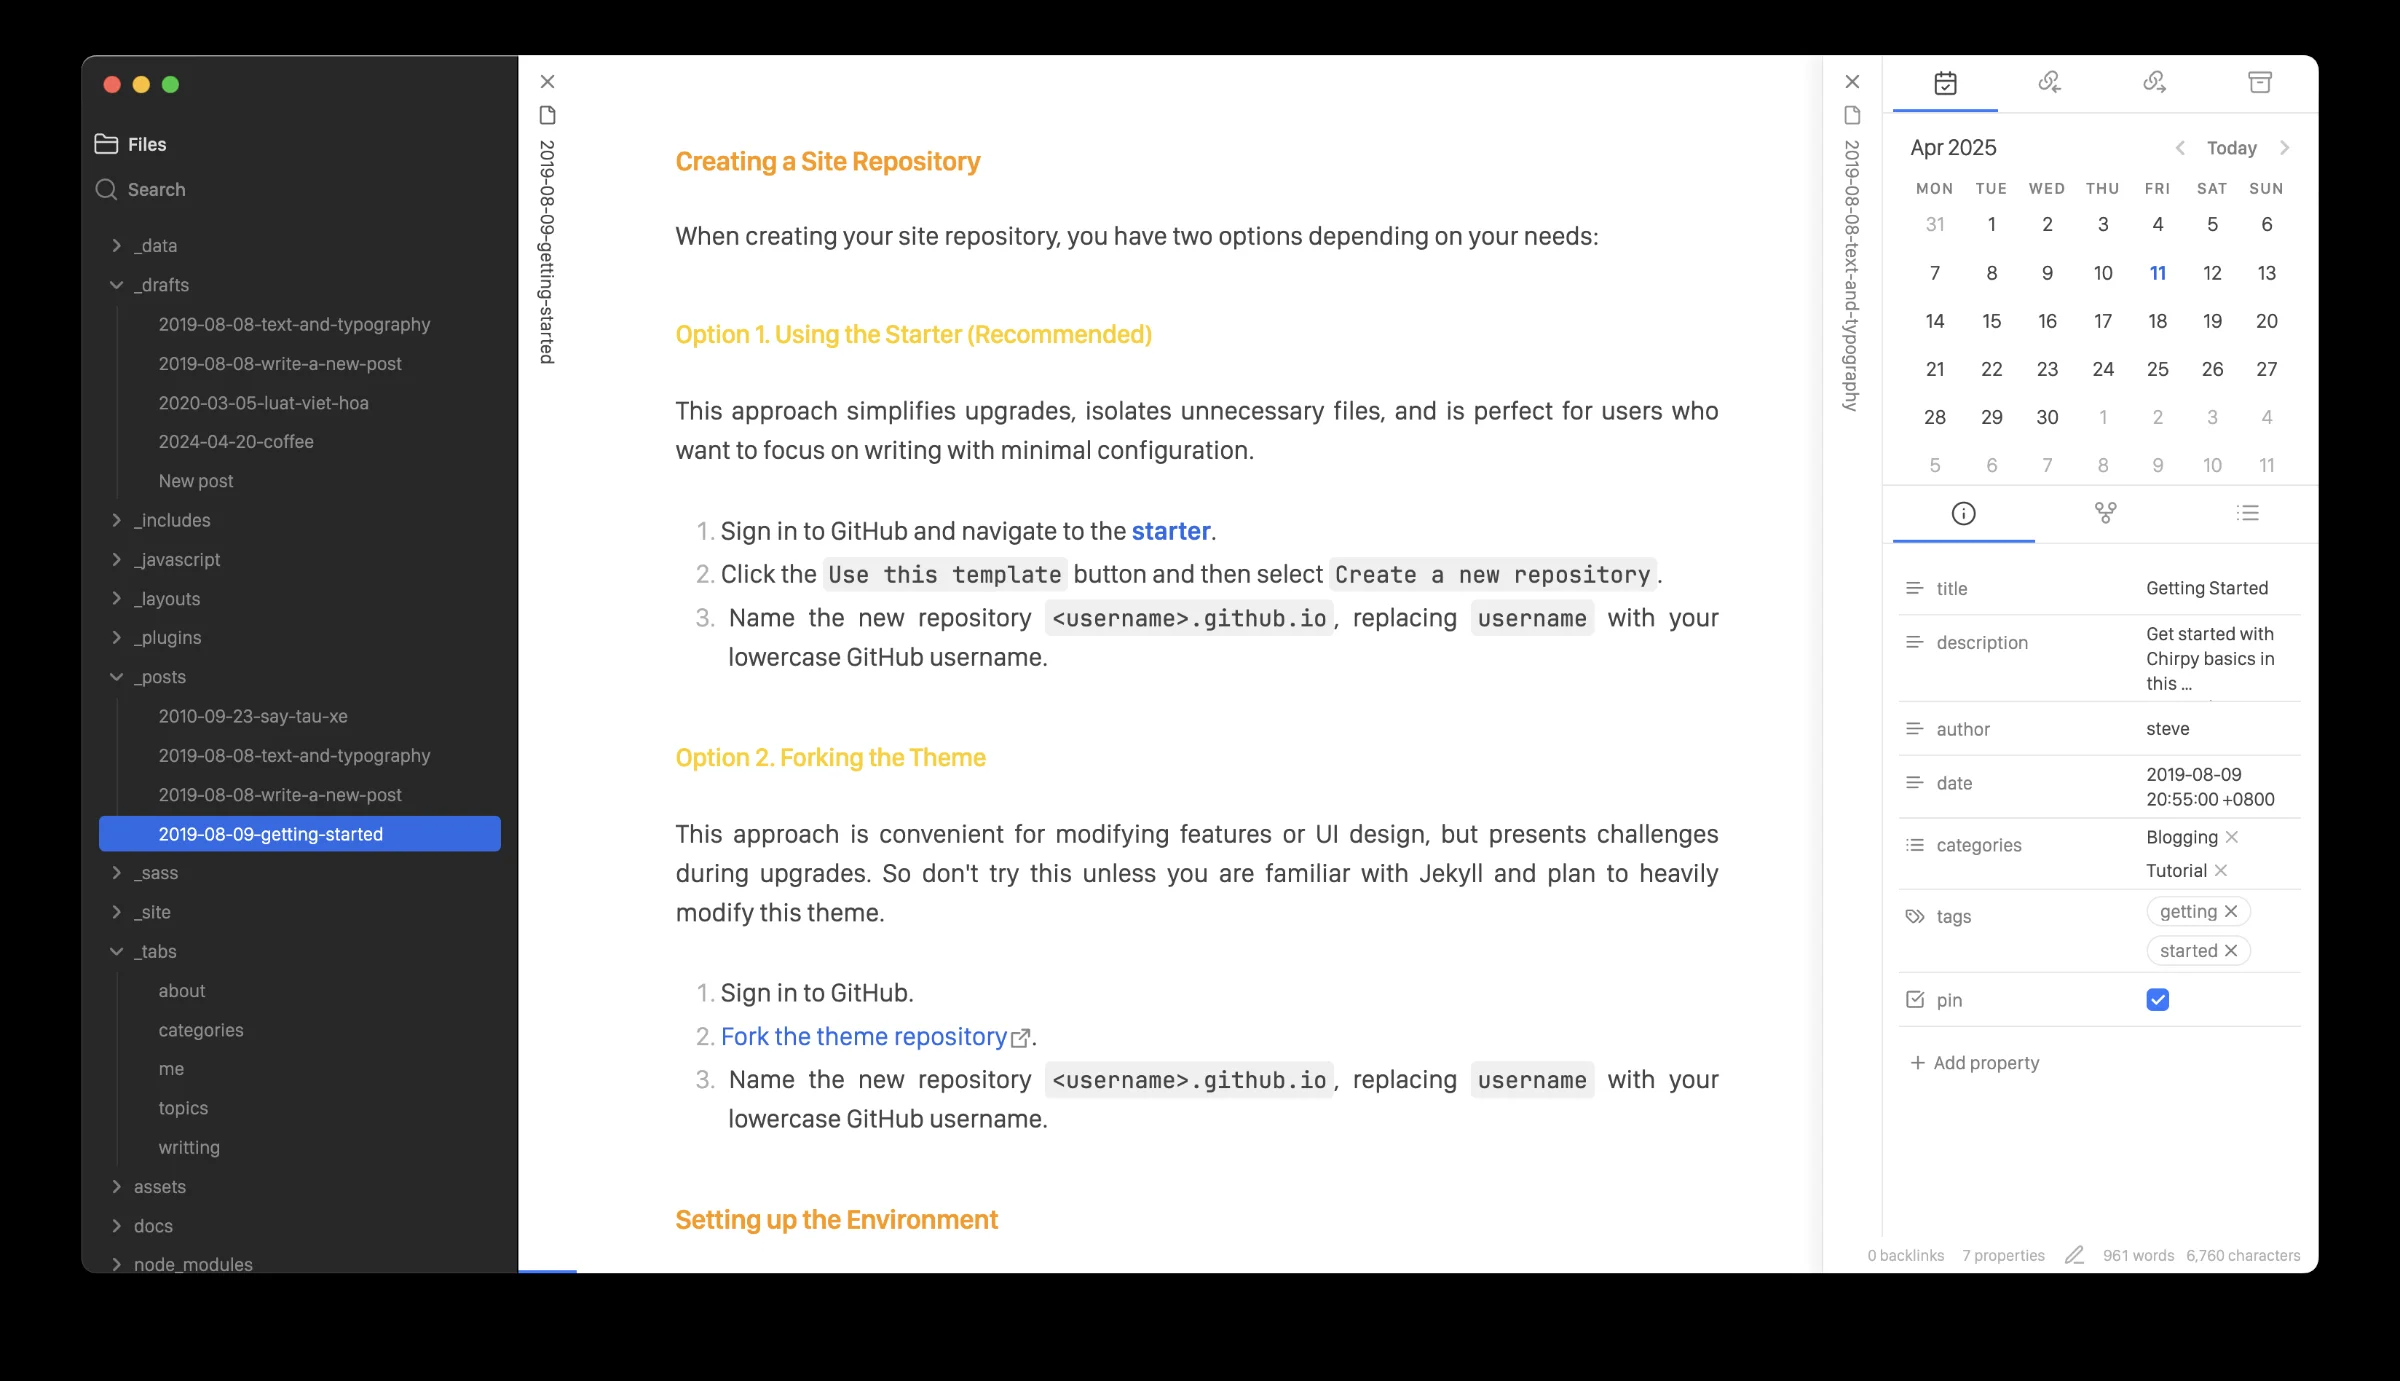 Files
Search
_data
_drafts
2019-08-08-text-and-typography
2019-08-08-write-a-new-post
2020-03-05-luat-viet-hoa
2024-04-20-coffee
New post
_includes
_javascript
_layouts
_plugins
_posts
2010-09-23-say-tau-xe
2019-08-08-text-and-typography
2019-08-08-write-a-new-post
2019-08-09-getting-started
_sass
_site
_tabs
about
categories
me
topics
writting
assets
docs
node_modules
2019-08-09-getting-started
Creating a Site Repository
When creating your site repository, you have two options depending on your needs:
Option 1. Using the Starter (Recommended)
This approach simplifies upgrades, isolates unnecessary files, and is perfect for users who
want to focus on writing with minimal configuration.
1. Sign in to GitHub and navigate to the starter.
2. Click the Use this template button and then select Create a new repository.
3. Name the new repository <username>.github.io, replacing username with your
lowercase GitHub username.
Option 2. Forking the Theme
This approach is convenient for modifying features or UI design, but presents challenges
during upgrades. So don't try this unless you are familiar with Jekyll and plan to heavily
modify this theme.
1. Sign in to GitHub.
2. Fork the theme repository.
3. Name the new repository <username>.github.io, replacing username with your
lowercase GitHub username.
Setting up the Environment
2019-08-08-text-and-typography
Apr 2025 Today
MON TUE WED THU FRI SAT SUN
31 1 2 3 4 5 6
7 8 9 10 11 12 13
14 15 16 17 18 19 20
21 22 23 24 25 26 27
28 29 30 1 2 3 4
5 6 7 8 9 10 11
title Getting Started
description Get started with
Chirpy basics in
this ...
author steve
date 2019-08-09
20:55:00 +0800
categories Blogging
Tutorial
tags getting
started
pin
+ Add property
0 backlinks 7 properties 961 words 6,760 characters